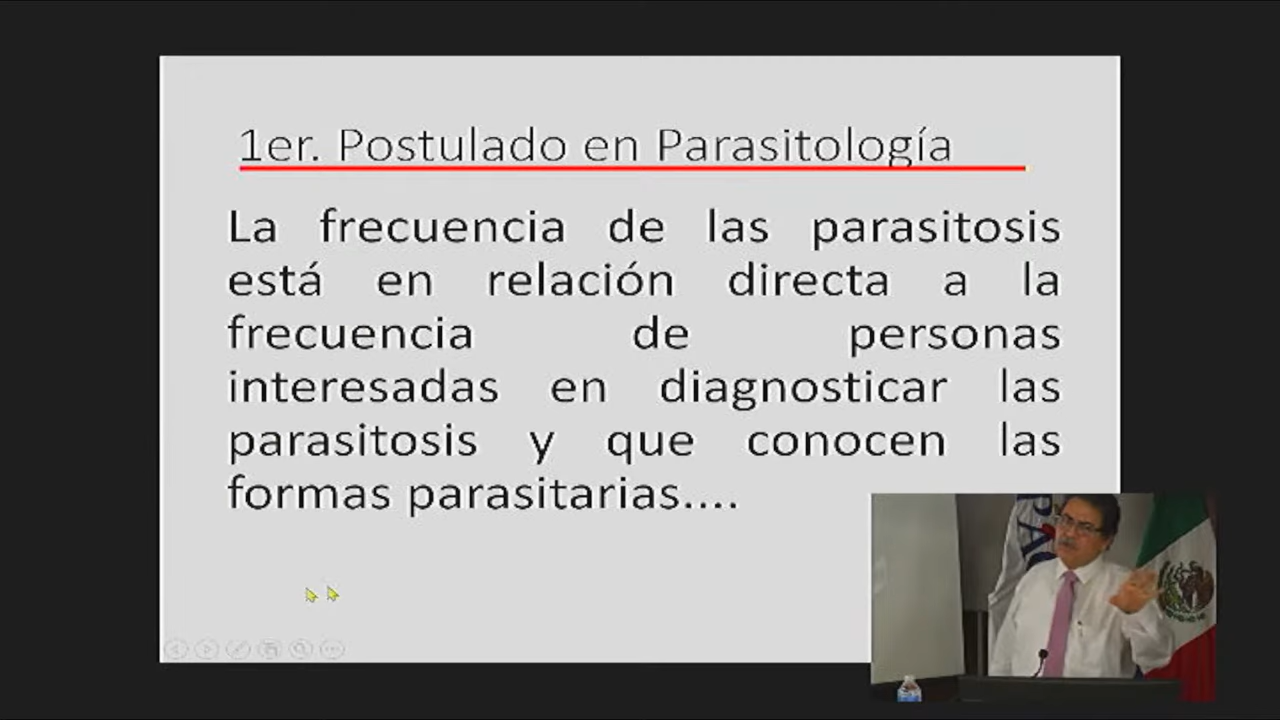 1er. Postulado en Parasitología
La frecuencia de las parasitosis
está en relación directa a la
frecuencia de personas
interesadas en diagnosticar las
parasitosis y que conocen las
formas parasitarias....